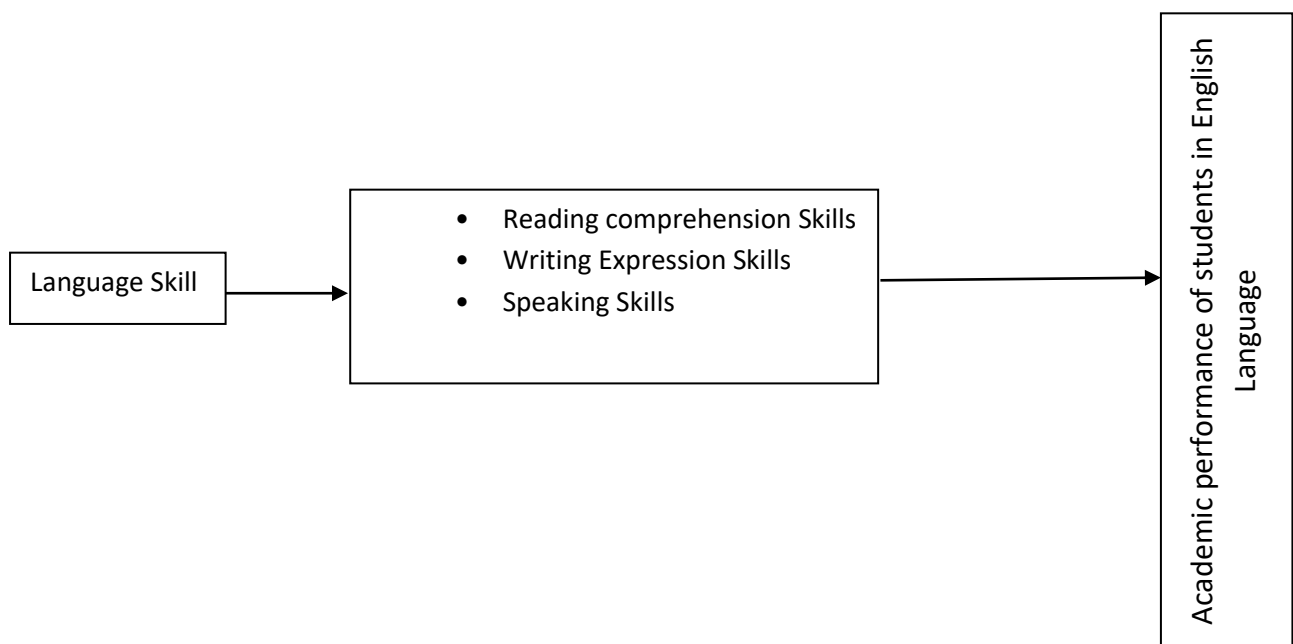 Language Skill
• Reading comprehension Skills
• Writing Expression Skills
• Speaking Skills
Academic performance of students in English
Language